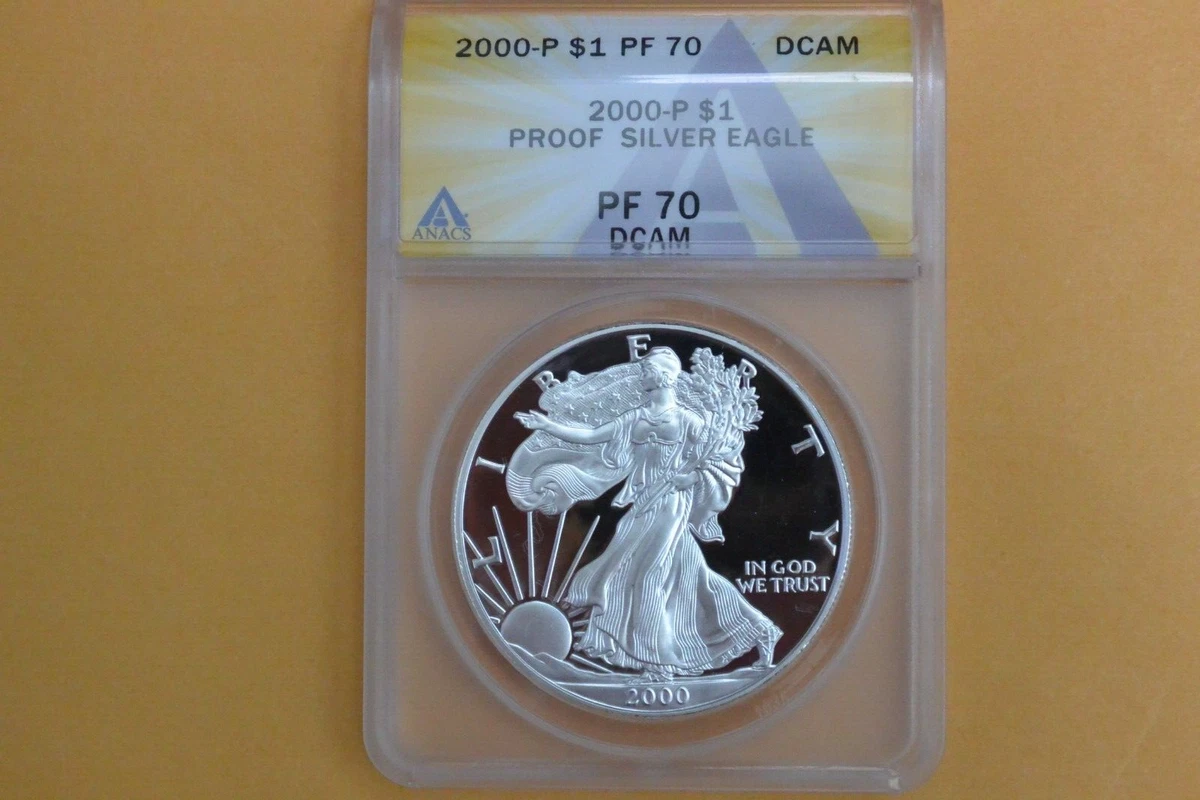 2000-P $1 PF 70 DCAM
2000-P $1
PROOF SILVER EAGLE
PF 70
DCAM
ANACS
LIBERTY
IN GOD
WE TRUST
2000